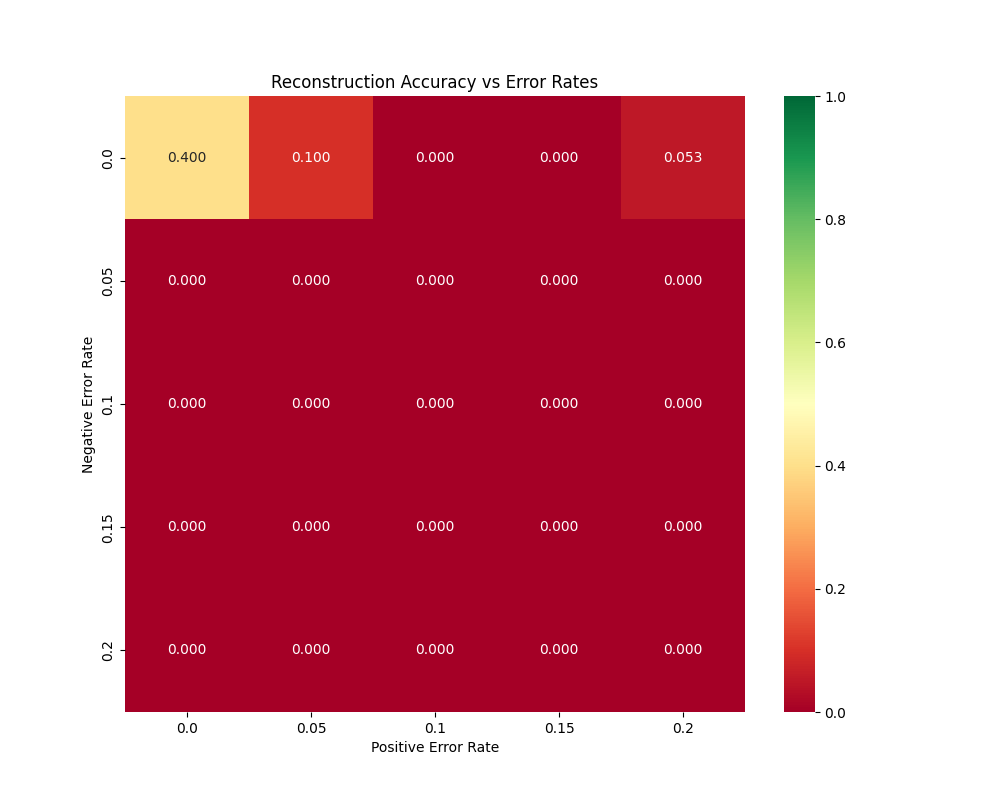 Reconstruction Accuracy vs Error Rates
0.0 0.400 0.100 0.000 0.000 0.053
0.05 0.000 0.000 0.000 0.000 0.000
0.1 0.000 0.000 0.000 0.000 0.000
0.15 0.000 0.000 0.000 0.000 0.000
0.2 0.000 0.000 0.000 0.000 0.000
Negative Error Rate
0.0 0.05 0.1 0.15 0.2
Positive Error Rate
1.0
0.8
0.6
0.4
0.2
0.0